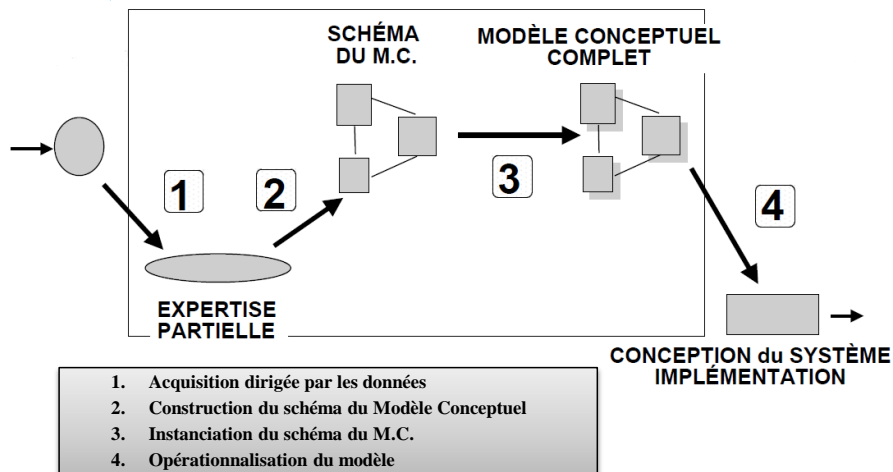 SCHÉMA
DU M.C.
MODÈLE CONCEPTUEL
COMPLET
1
2
3
4
EXPERTISE
PARTIELLE
CONCEPTION du SYSTÈME
IMPLÉMENTATION
1. Acquisition dirigée par les données
2. Construction du schéma du Modèle Conceptuel
3. Instanciation du schéma du M.C.
4. Opérationnalisation du modèle